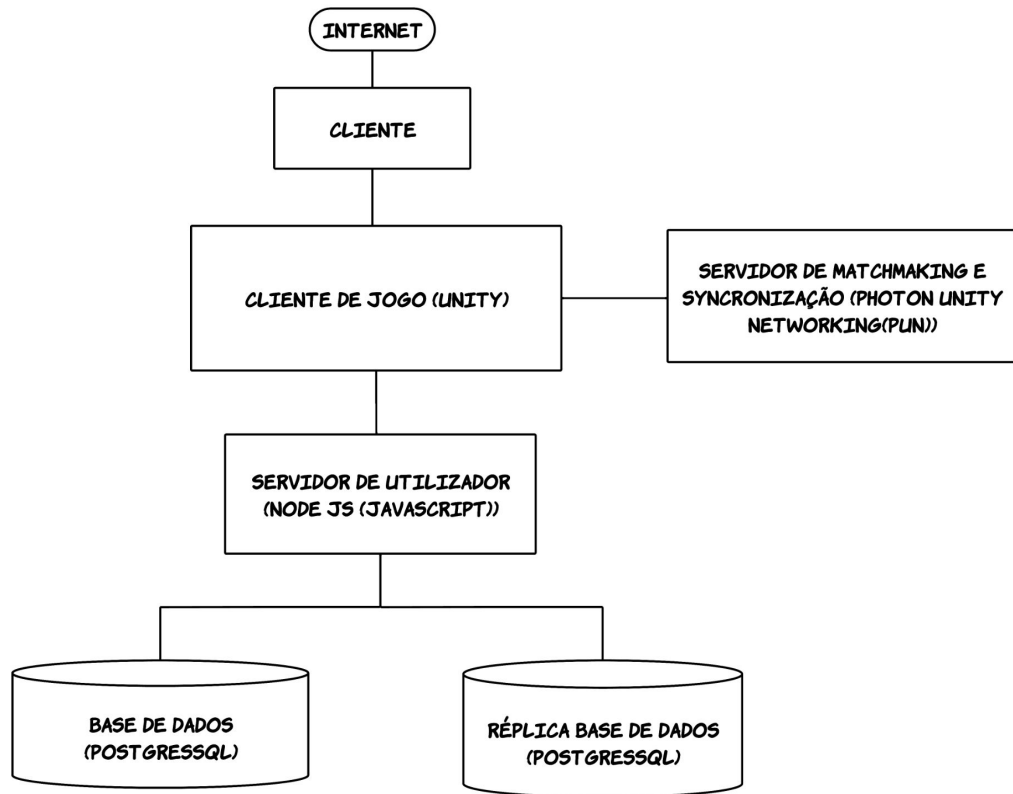 INTERNET
CLIENTE
CLIENTE DE JOGO (UNITY)
SERVIDOR DE MATCHMAKING E
SYNCRONIZAÇÃO (PHOTON UNITY
NETWORKING(PUN))
SERVIDOR DE UTILIZADOR
(NODE JS (JAVASCRIPT))
BASE DE DADOS
(POSTGRESSQL)
RÉPLICA BASE DE DADOS
(POSTGRESSQL)